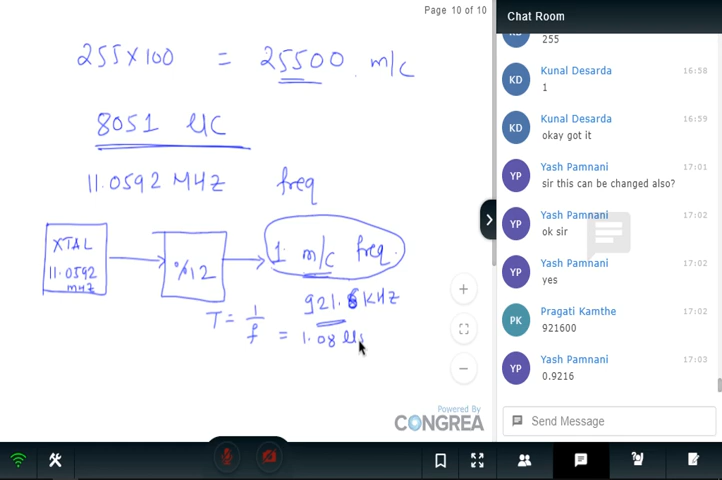 Page 10 of 10
255×100 = 25500 m/c
8051 µC
11.0592 MHZ freq
XTAL
11.0592
MHZ
%12
1 m/c freq.
921.6 KHZ
T = 1/f = 1.08 µ
Powered By
CONGREA
Chat Room
KD
255
KD Kunal Desarda 16:58
1
KD Kunal Desarda 16:59
okay got it
YP Yash Pamnani 17:01
sir this can be changed also?
YP Yash Pamnani 17:02
ok sir
YP Yash Pamnani 17:02
yes
PK Pragati Kamthe 17:02
921600
YP Yash Pamnani 17:03
0.9216
Send Message